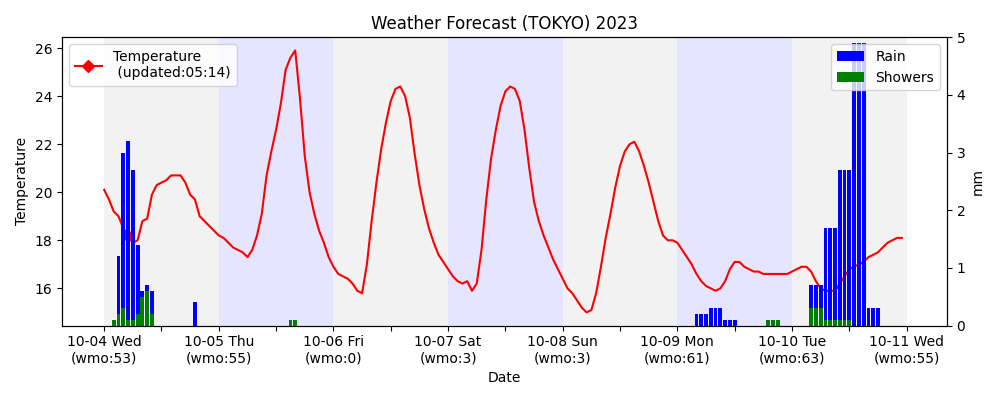 Weather Forecast (TOKYO) 2023
Temperature
(updated:05:14)
Rain
Showers
Temperature
26
24
22
20
18
16
5
4
3
2
1
0
mm
10-04 Wed
(wmo:53)
10-05 Thu
(wmo:55)
10-06 Fri
(wmo:0)
10-07 Sat
(wmo:3)
10-08 Sun
(wmo:3)
10-09 Mon
(wmo:61)
10-10 Tue
(wmo:63)
10-11 Wed
(wmo:55)
Date